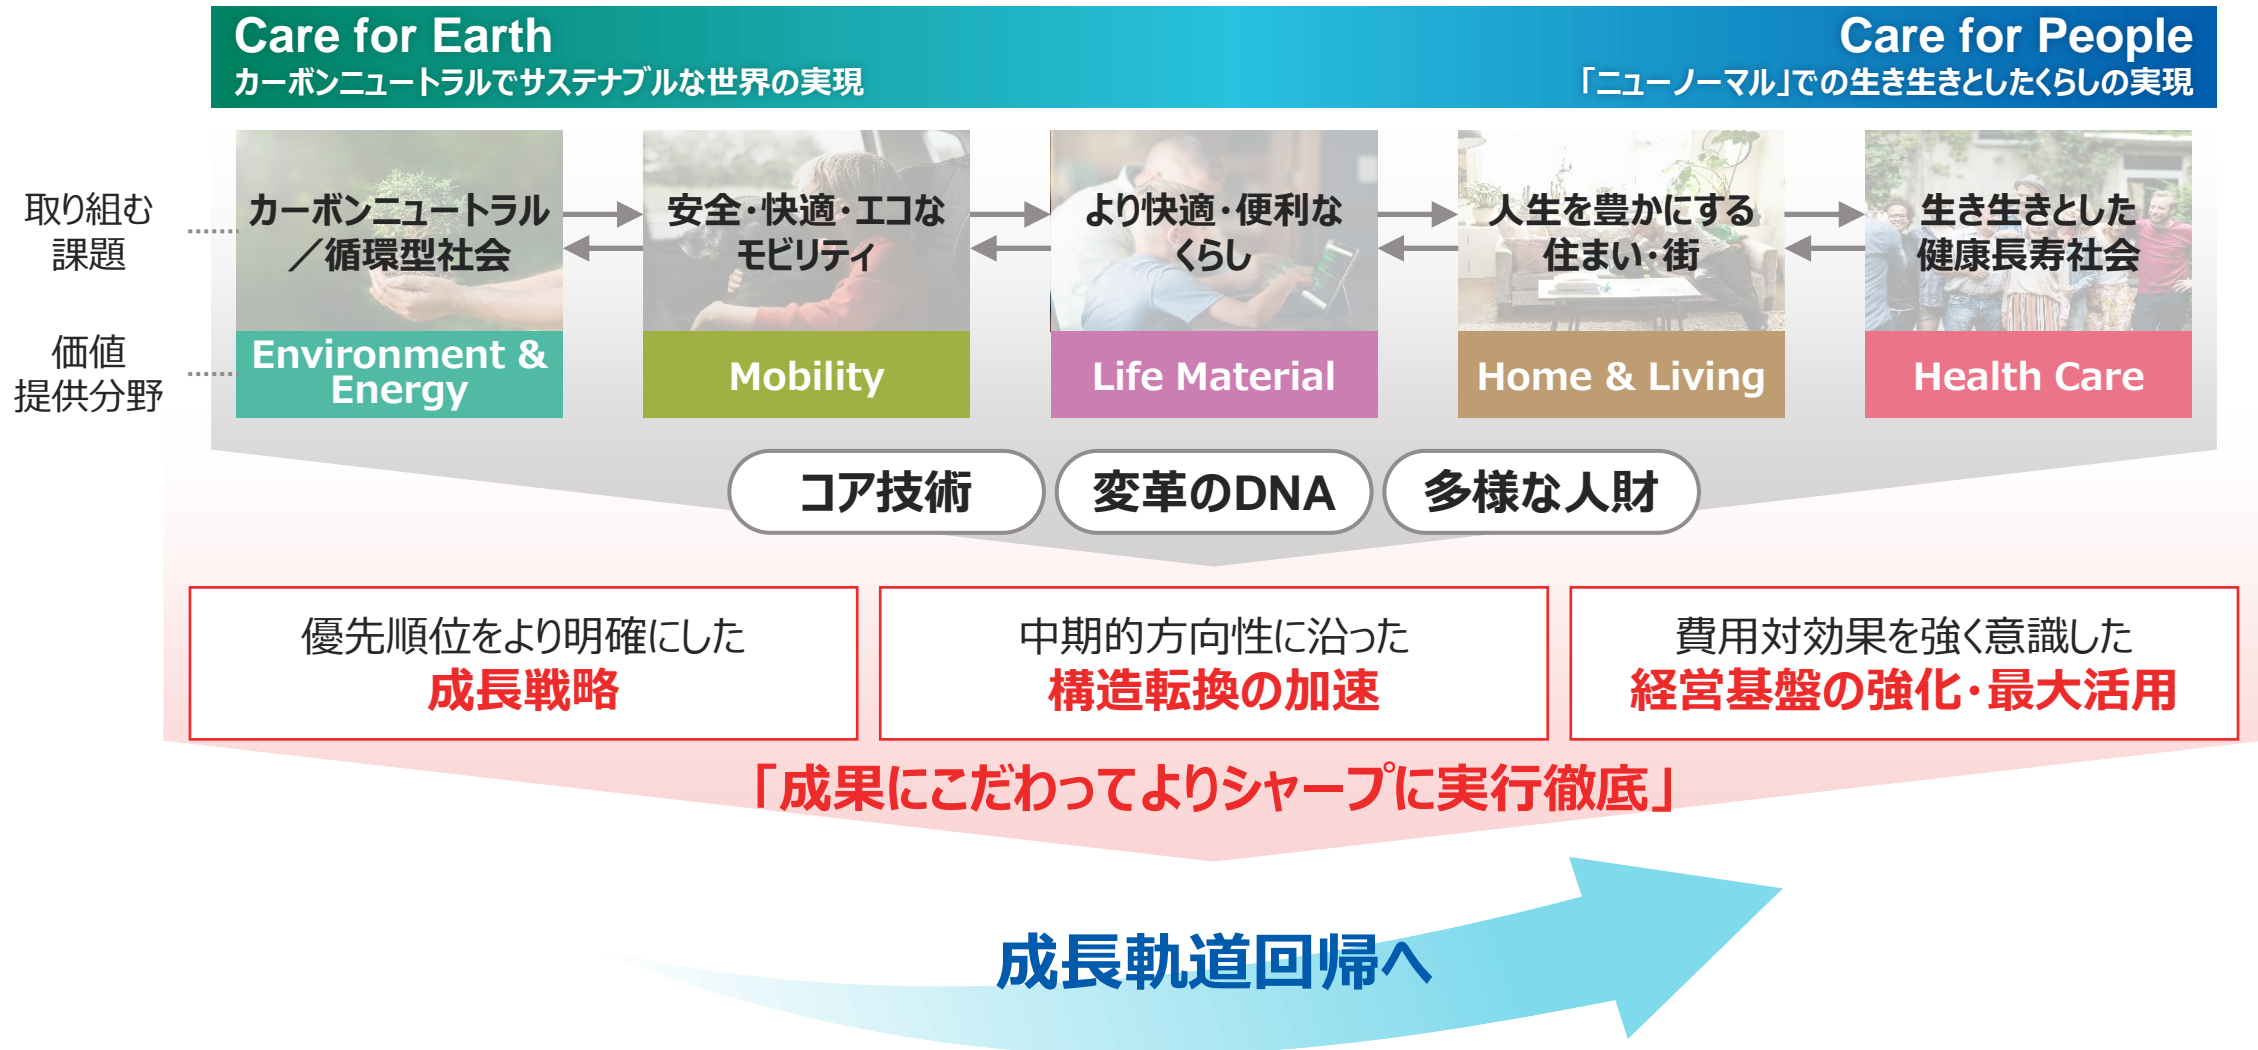 Care for Earth
カーボンニュートラルでサステナブルな世界の実現
Care for People
「ニューノーマル」での生き生きとしたくらしの実現
取り組む
課題
カーボンニュートラル
／循環型社会
安全・快適・エコな
モビリティ
より快適・便利な
くらし
人生を豊かにする
住まい・街
生き生きとした
健康長寿社会
価値
提供分野
Environment &
Energy
Mobility
Life Material
Home & Living
Health Care
コア技術
変革のDNA
多様な人財
優先順位をより明確にした
成長戦略
中期的方向性に沿った
構造転換の加速
費用対効果を強く意識した
経営基盤の強化・最大活用
「成果にこだわってよりシャープに実行徹底」
成長軌道回帰へ